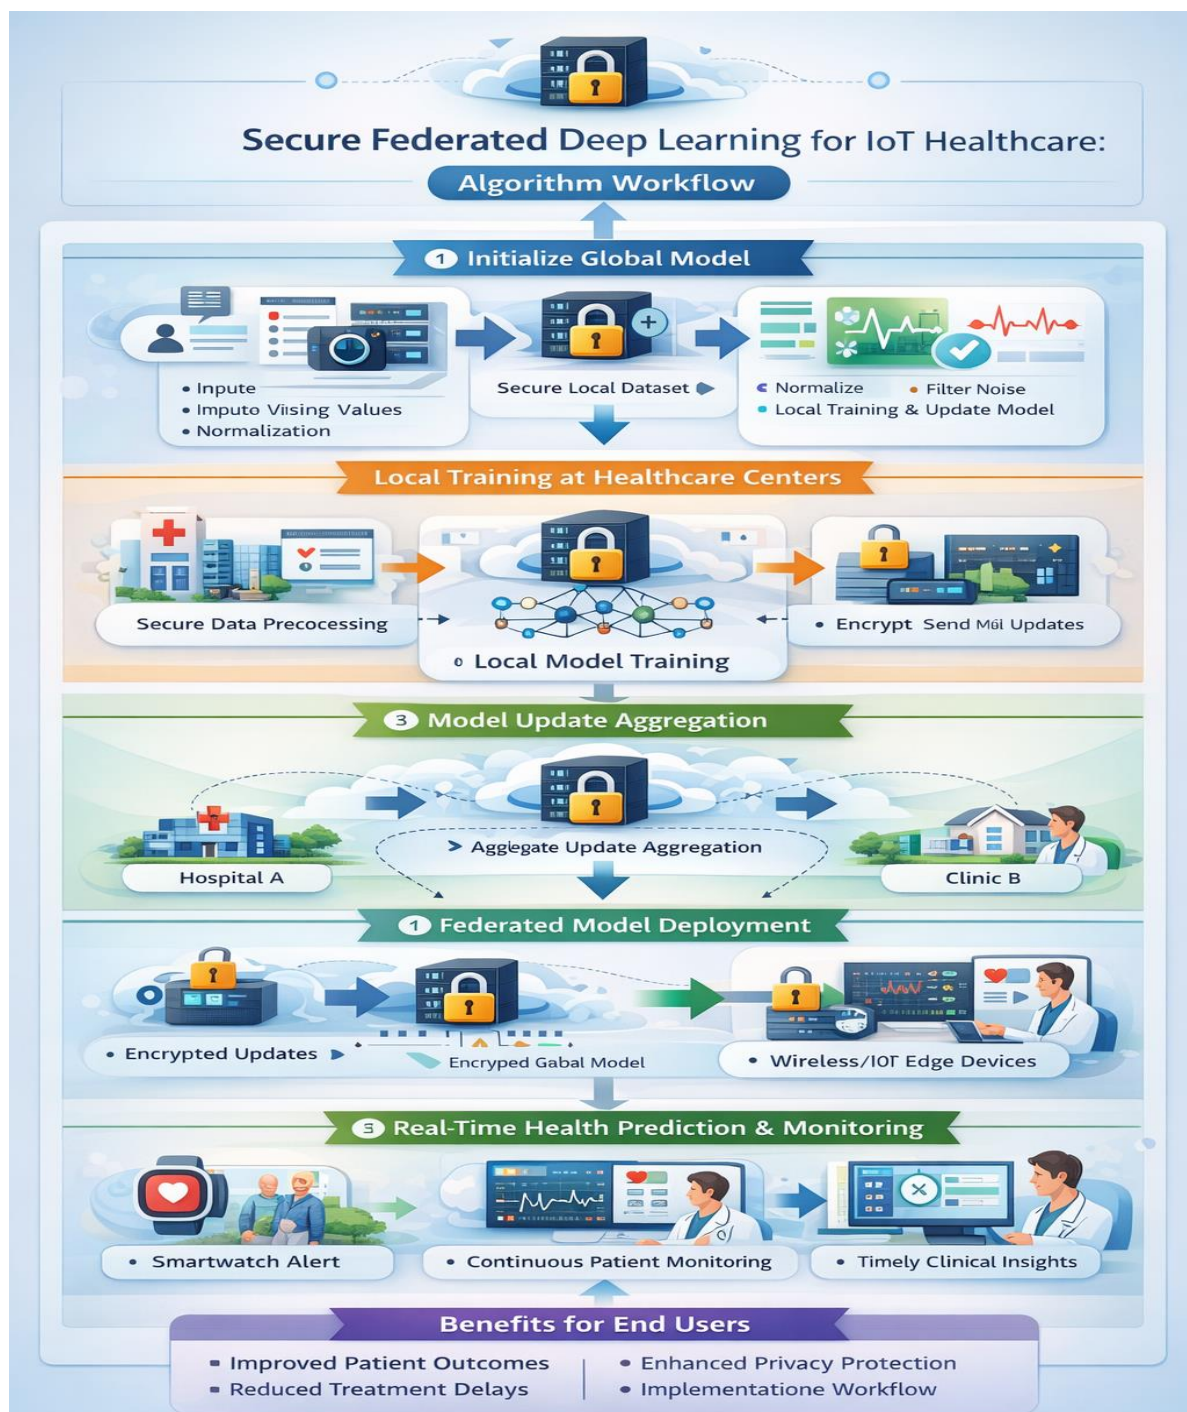 Secure Federated Deep Learning for IoT Healthcare:
Algorithm Workflow
1 Initialize Global Model
• Inpute
• Imputo Viising Values
• Normalization
Secure Local Dataset
Normalize • Filter Noise
• Local Training & Update Model
Local Training at Healthcare Centers
Secure Data Precocessing
Local Model Training
• Encrypt Send Updates
3 Model Update Aggregation
Hospital A
Agglegate Update Aggregation
Clinic B
1 Federated Model Deployment
• Encrypted Updates
Encryped Gabal Model
• Wireless/IOT Edge Devices
Real-Time Health Prediction & Monitoring
• Smartwatch Alert
• Continuous Patient Monitoring
• Timely Clinical Insights
Benefits for End Users
▪ Improved Patient Outcomes
• Enhanced Privacy Protection
▪ Reduced Treatment Delays
• Implementatione Workflow